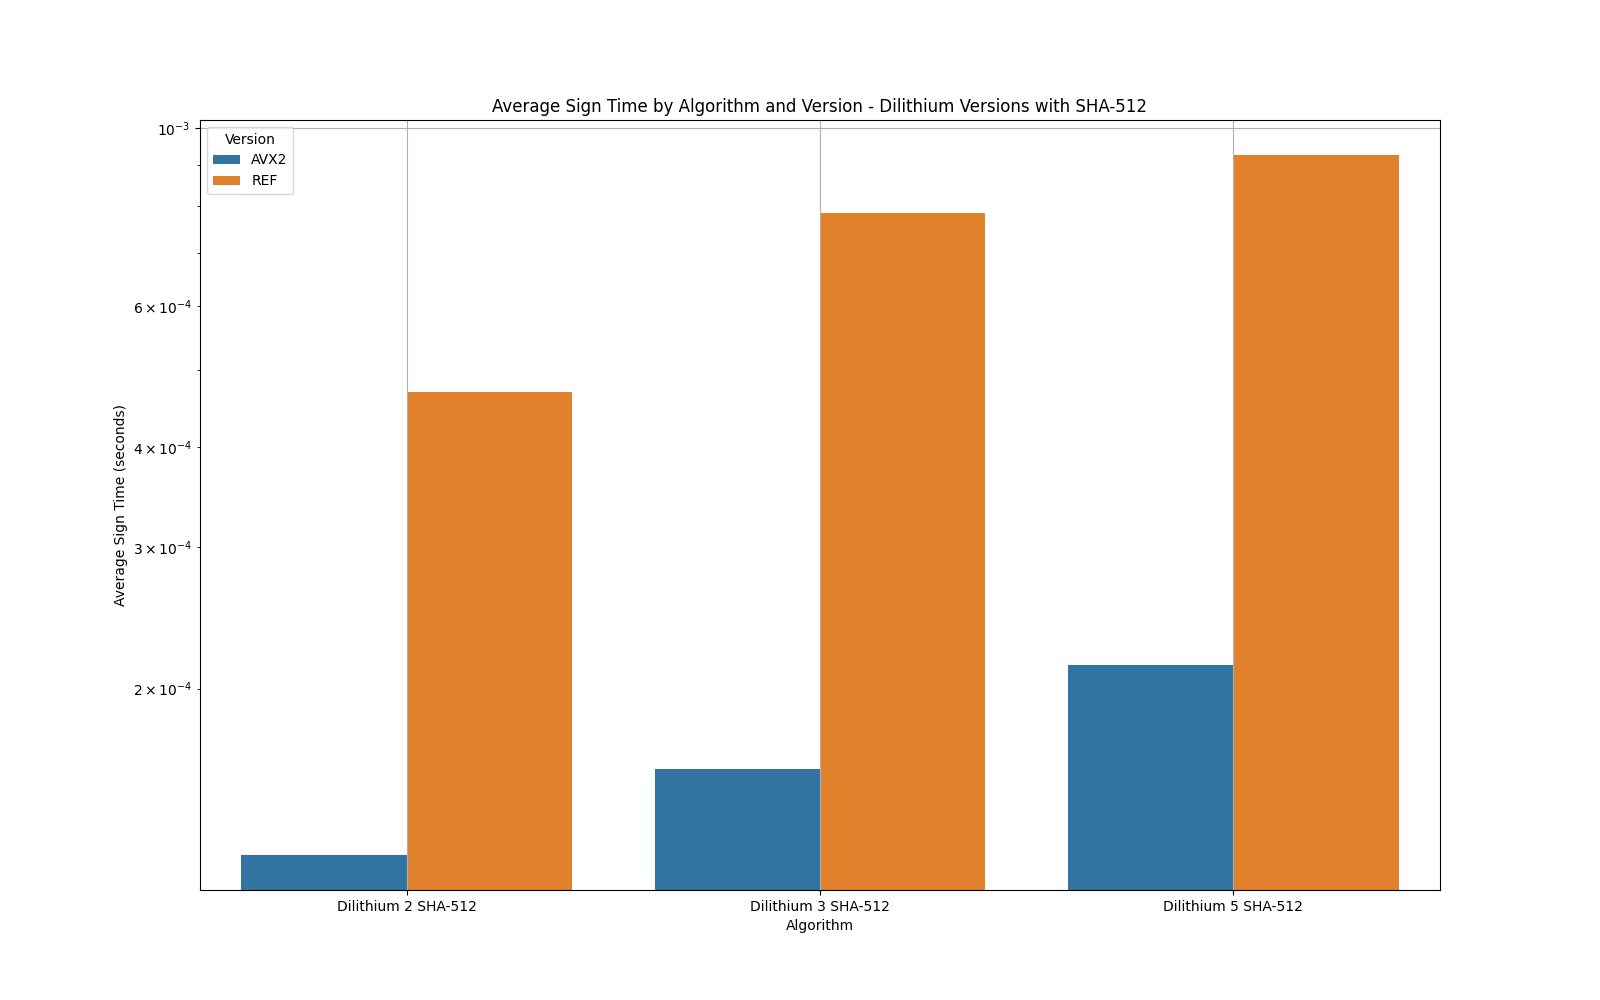 Average Sign Time by Algorithm and Version - Dilithium Versions with SHA-512
Version
AVX2
REF
Average Sign Time (seconds)
10⁻³
6 × 10⁻⁴
4 × 10⁻⁴
3 × 10⁻⁴
2 × 10⁻⁴
Dilithium 2 SHA-512
Dilithium 3 SHA-512
Dilithium 5 SHA-512
Algorithm